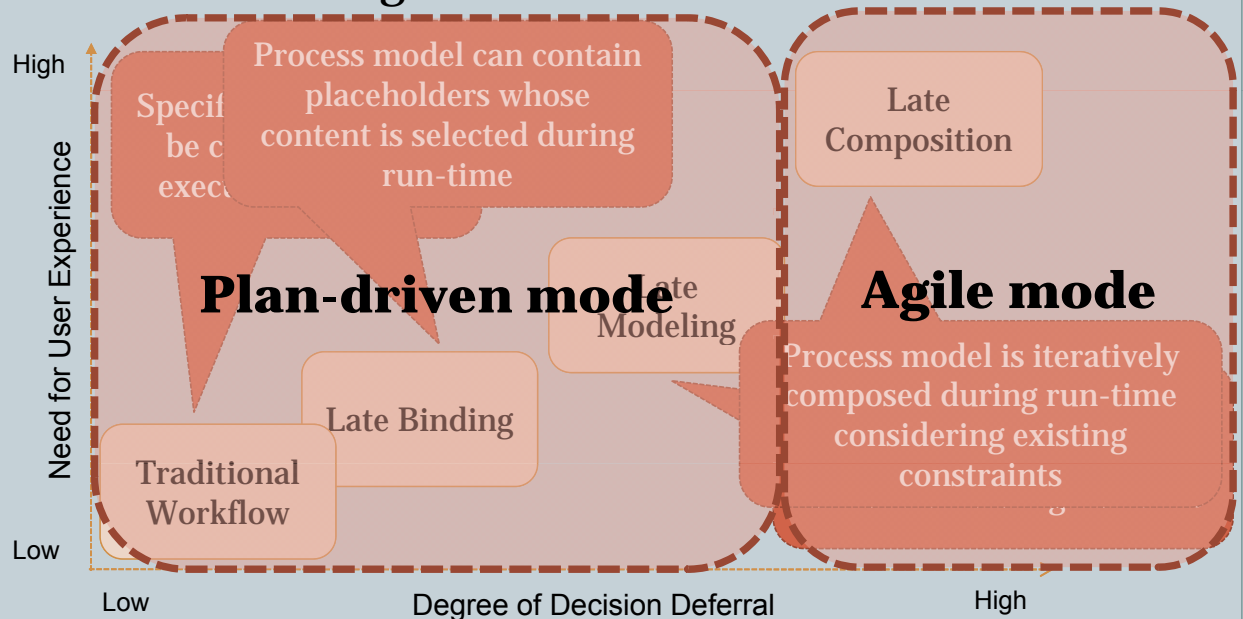 High
Process model can contain
placeholders whose
content is selected during
run-time
be
Late
Composition
Need for User Experience
Plan-driven mode
Late
Modeling
Agile mode
Process model is iteratively
composed during run-time
considering existing
constraints
Late Binding
Traditional
Workflow
Low
Low
Degree of Decision Deferral
High